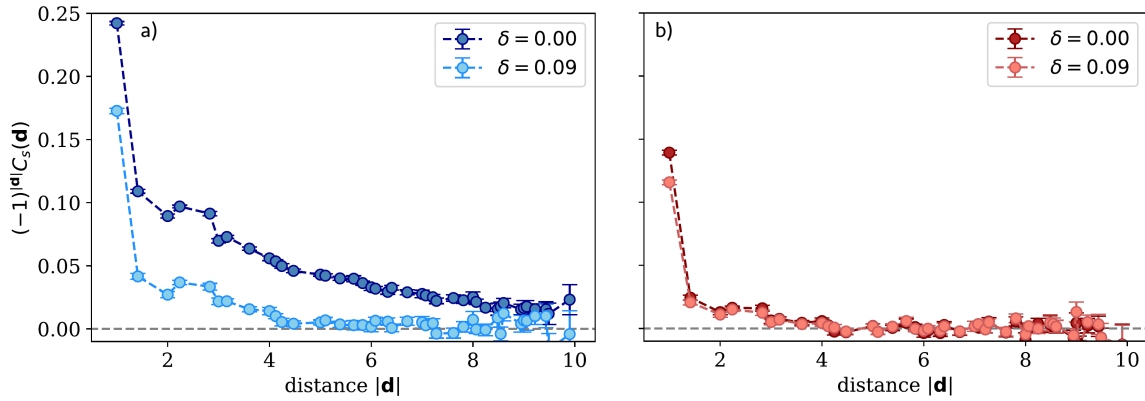 a)
δ = 0.00
δ = 0.09
0.25
0.20
0.15
0.10
0.05
0.00
(−1)^|𝐝| C_s(𝐝)
2 4 6 8 10
distance |𝐝|
b)
δ = 0.00
δ = 0.09
2 4 6 8 10
distance |𝐝|